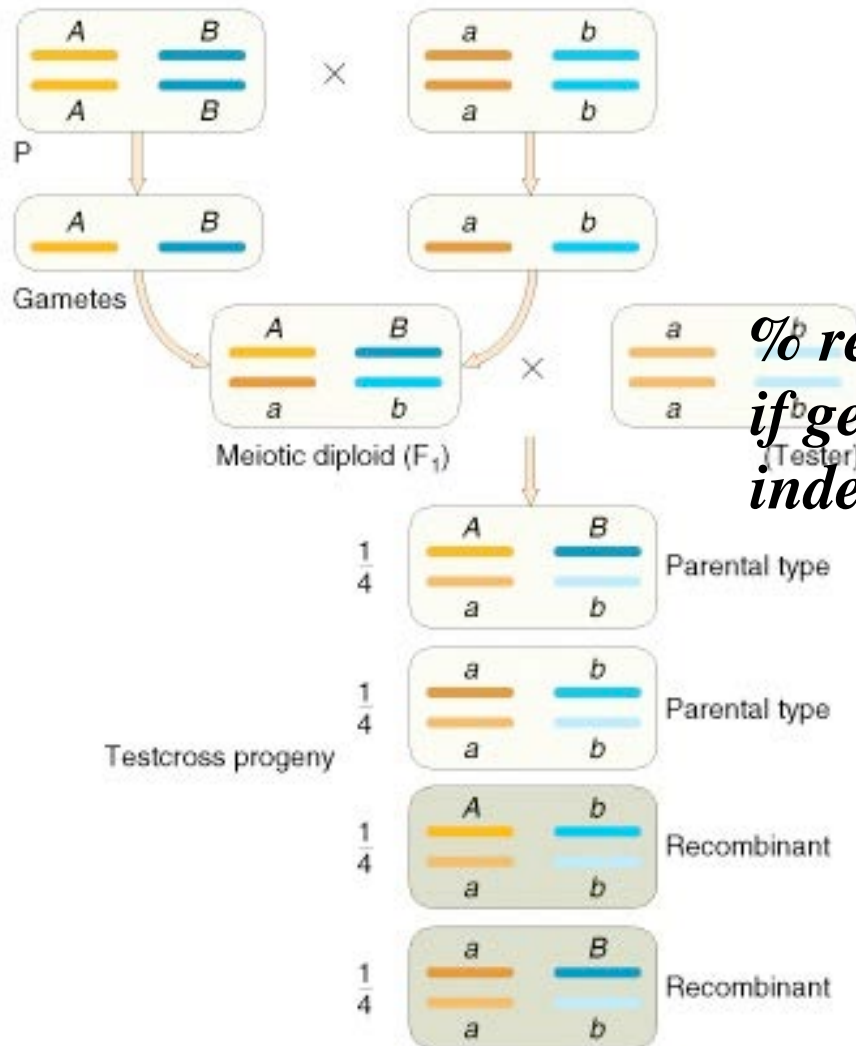 A B a b
×
A B a b
P
A B a b
Gametes
A B a
×
a b a
Meiotic diploid (F₁) (Tester)
% re
if ge
inde
A B
1/4 Parental type
a b
a b
1/4 Parental type
a b
Testcross progeny
A b
1/4 Recombinant
a b
a B
1/4 Recombinant
a b